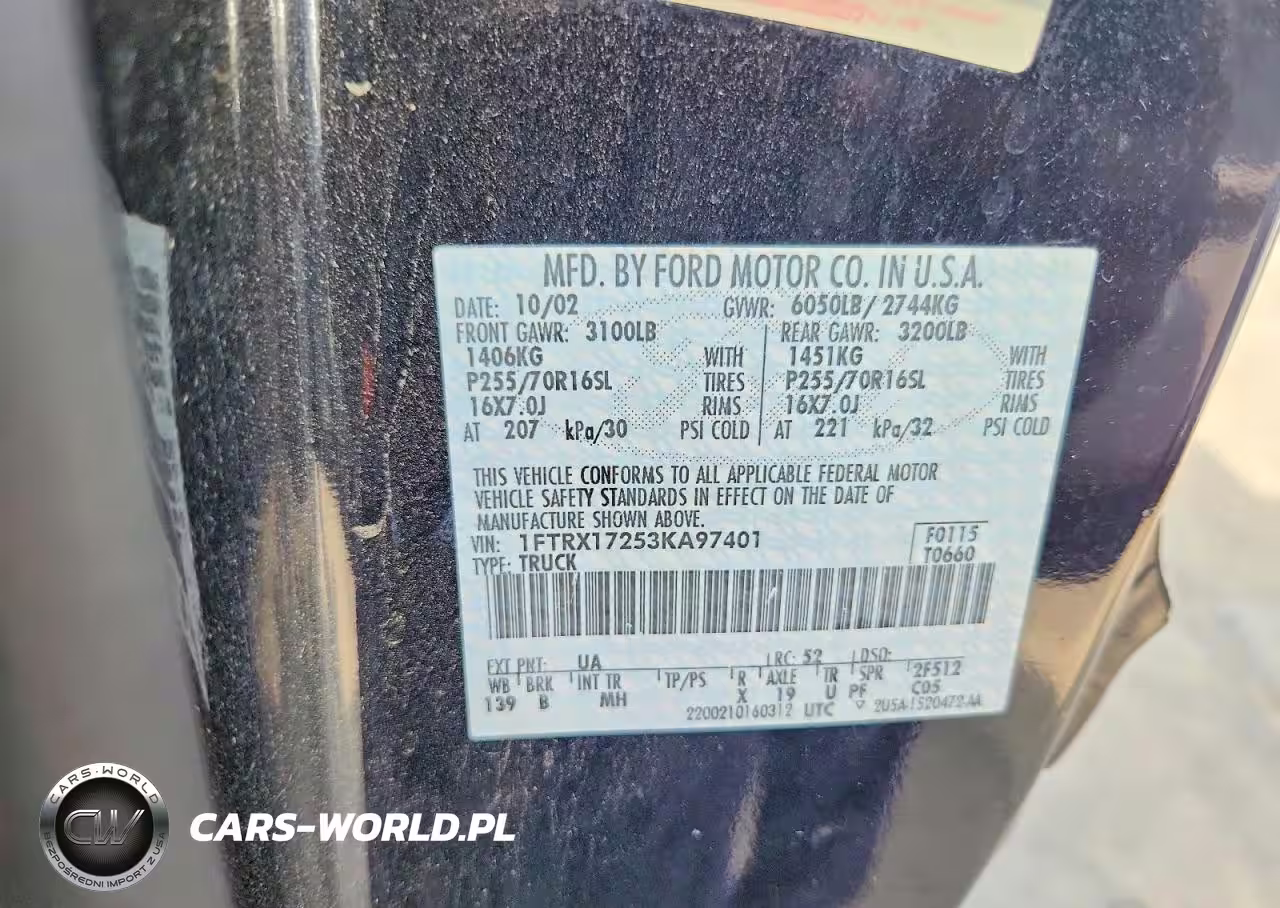 MFD. BY FORD MOTOR CO. IN U.S.A.
DATE: 10/02 GVWR: 6050LB/2744KG
FRONT GAWR: 3100LB REAR GAWR: 3200LB
1406KG WITH 1451KG WITH
P255/70R16SL TIRES P255/70R16SL TIRES
16X7.0J RIMS 16X7.0J RIMS
AT 207 kPa/30 PSI COLD AT 221 kPa/32 PSI COLD
THIS VEHICLE CONFORMS TO ALL APPLICABLE FEDERAL MOTOR
VEHICLE SAFETY STANDARDS IN EFFECT ON THE DATE OF
MANUFACTURE SHOWN ABOVE.
VIN: 1FTRX17253KA97401 F0115
TYPE: TRUCK T0660
EXT PNT: UA LRC: 52 DSO:
WB BRK INT TR TP/PS R AXLE TR SPR 2F512
139 B MH X 19 U PF C05
2200210160312 UTC ▽ 2U5A-1520472-AA
CARS-WORLD
CW
BEZPOŚREDNI IMPORT Z USA
CARS-WORLD.PL